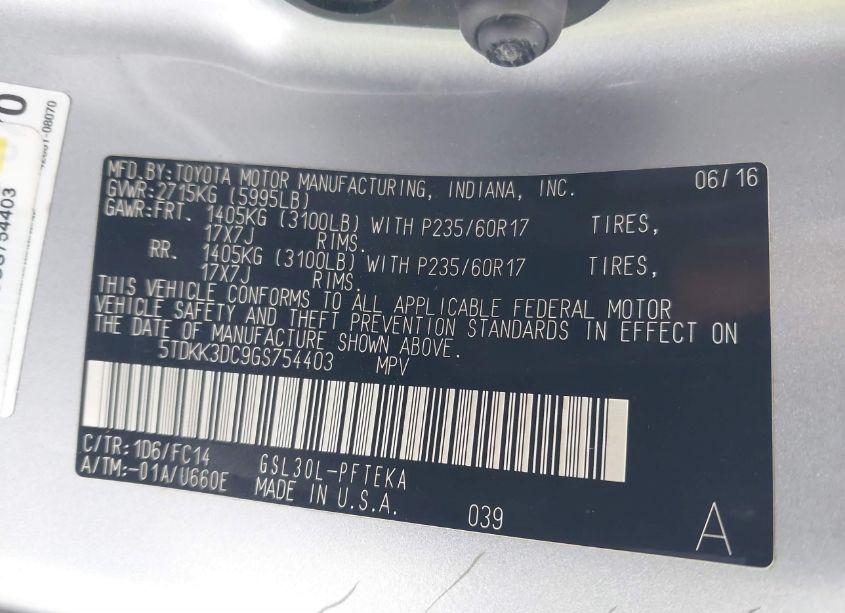 MFD.BY:TOYOTA MOTOR MANUFACTURING, INDIANA, INC. 06/16
GVWR:2715KG (5995LB)
GAWR:FRT. 1405KG (3100LB) WITH P235/60R17 TIRES,
17X7J RIMS.
RR. 1405KG (3100LB) WITH P235/60R17 TIRES,
17X7J RIMS.
THIS VEHICLE CONFORMS TO ALL APPLICABLE FEDERAL MOTOR
VEHICLE SAFETY AND THEFT PREVENTION STANDARDS IN EFFECT ON
THE DATE OF MANUFACTURE SHOWN ABOVE.
5TDKK3DC9GS754403 MPV
C/TR:1D6/FC14
A/TM:-01A/U660E GSL30L-PFTEKA
MADE IN U.S.A. 039 A